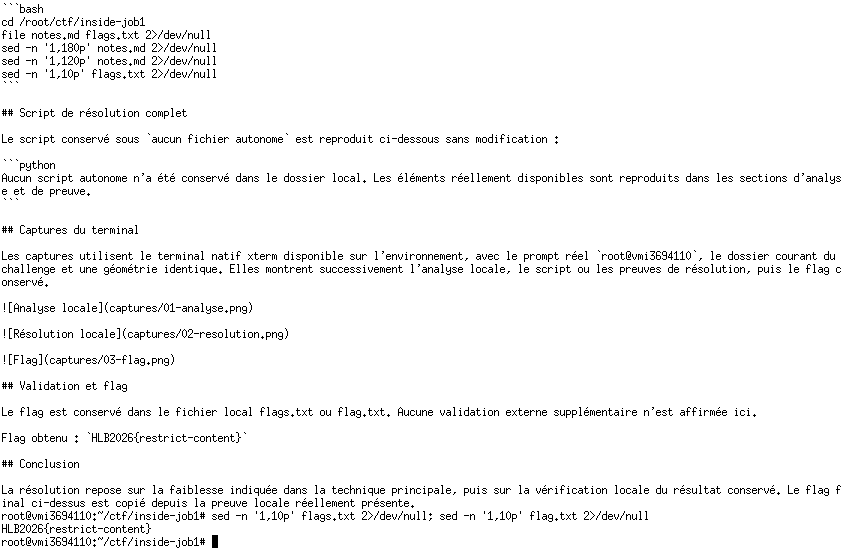 ```bash
cd /root/ctf/inside-job1
file notes.md flags.txt 2>/dev/null
sed -n '1,180p' notes.md 2>/dev/null
sed -n '1,120p' notes.md 2>/dev/null
sed -n '1,10p' flags.txt 2>/dev/null
```
## Script de résolution complet
Le script conservé sous `aucun fichier autonome` est reproduit ci-dessous sans modification :
```python
Aucun script autonome n'a été conservé dans le dossier local. Les éléments réellement disponibles sont reproduits dans les sections d'analys
e et de preuve.
```
## Captures du terminal
Les captures utilisent le terminal natif xterm disponible sur l'environnement, avec le prompt réel `root@vmi3694110`, le dossier courant du
challenge et une géométrie identique. Elles montrent successivement l'analyse locale, le script ou les preuves de résolution, puis le flag c
onservé.
![Analyse locale](captures/01-analyse.png)
![Résolution locale](captures/02-resolution.png)
![Flag](captures/03-flag.png)
## Validation et flag
Le flag est conservé dans le fichier local flags.txt ou flag.txt. Aucune validation externe supplémentaire n'est affirmée ici.
Flag obtenu : `HLB2026{restrict-content}`
## Conclusion
La résolution repose sur la faiblesse indiquée dans la technique principale, puis sur la vérification locale du résultat conservé. Le flag f
inal ci-dessus est copié depuis la preuve locale réellement présente.
root@vmi3694110:~/ctf/inside-job1# sed -n '1,10p' flags.txt 2>/dev/null; sed -n '1,10p' flag.txt 2>/dev/null
HLB2026{restrict-content}
root@vmi3694110:~/ctf/inside-job1#